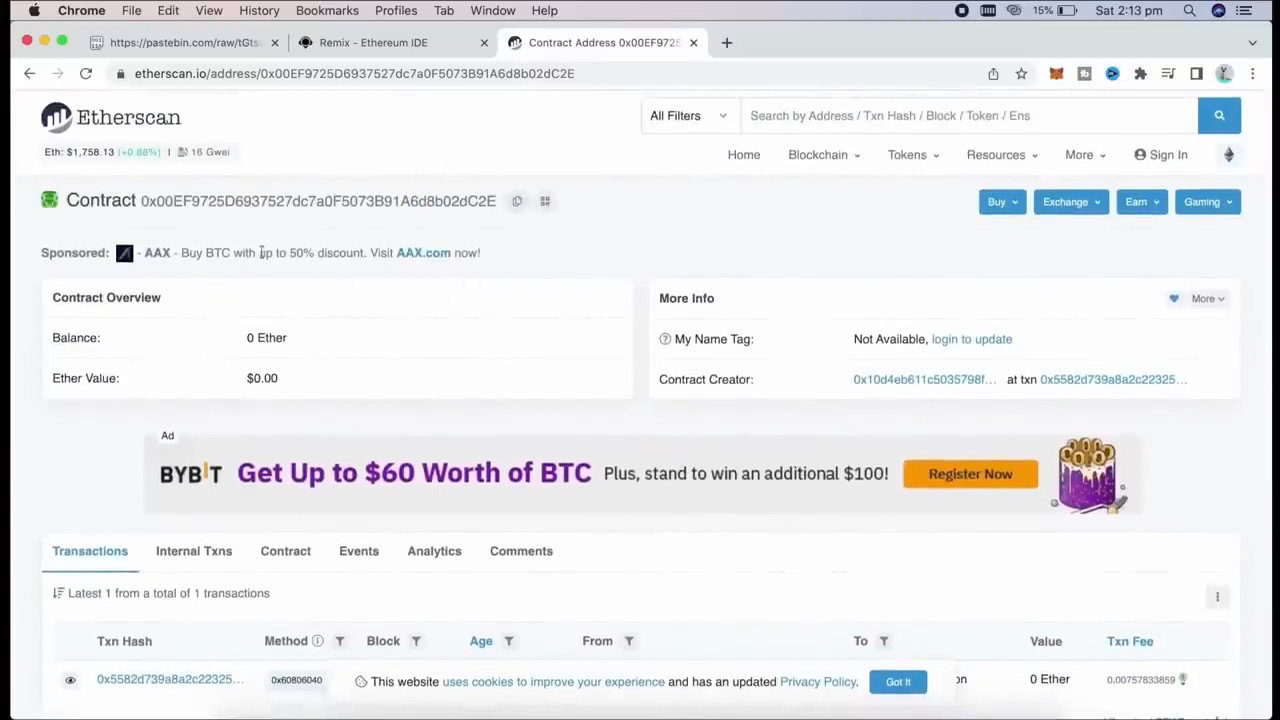 Chrome File Edit View History Bookmarks Profiles Tab Window Help 15% Sat 2:13 pm
https://pastebin.com/raw/tGts Remix - Ethereum IDE Contract Address 0x00EF9725
etherscan.io/address/0x00EF9725D6937527dc7a0F5073B91A6d8b02dC2E
Etherscan All Filters Search by Address / Txn Hash / Block / Token / Ens
Eth: $1,758.13 (+0.88%) | 16 Gwei
Home Blockchain Tokens Resources More Sign In
Contract 0x00EF9725D6937527dc7a0F5073B91A6d8b02dC2E Buy Exchange Earn Gaming
Sponsored: - AAX - Buy BTC with up to 50% discount. Visit AAX.com now!
Contract Overview
Balance: 0 Ether
Ether Value: $0.00
More Info More
My Name Tag: Not Available, login to update
Contract Creator: 0x10d4eb611c5035798f... at txn 0x5582d739a8a2c22325...
Ad
BYBIT Get Up to $60 Worth of BTC Plus, stand to win an additional $100! Register Now
Transactions Internal Txns Contract Events Analytics Comments
Latest 1 from a total of 1 transactions
Txn Hash Method Block Age From To Value Txn Fee
0x5582d739a8a2c22325... 0x60806040 on 0 Ether 0.00757833859
This website uses cookies to improve your experience and has an updated Privacy Policy. Got It